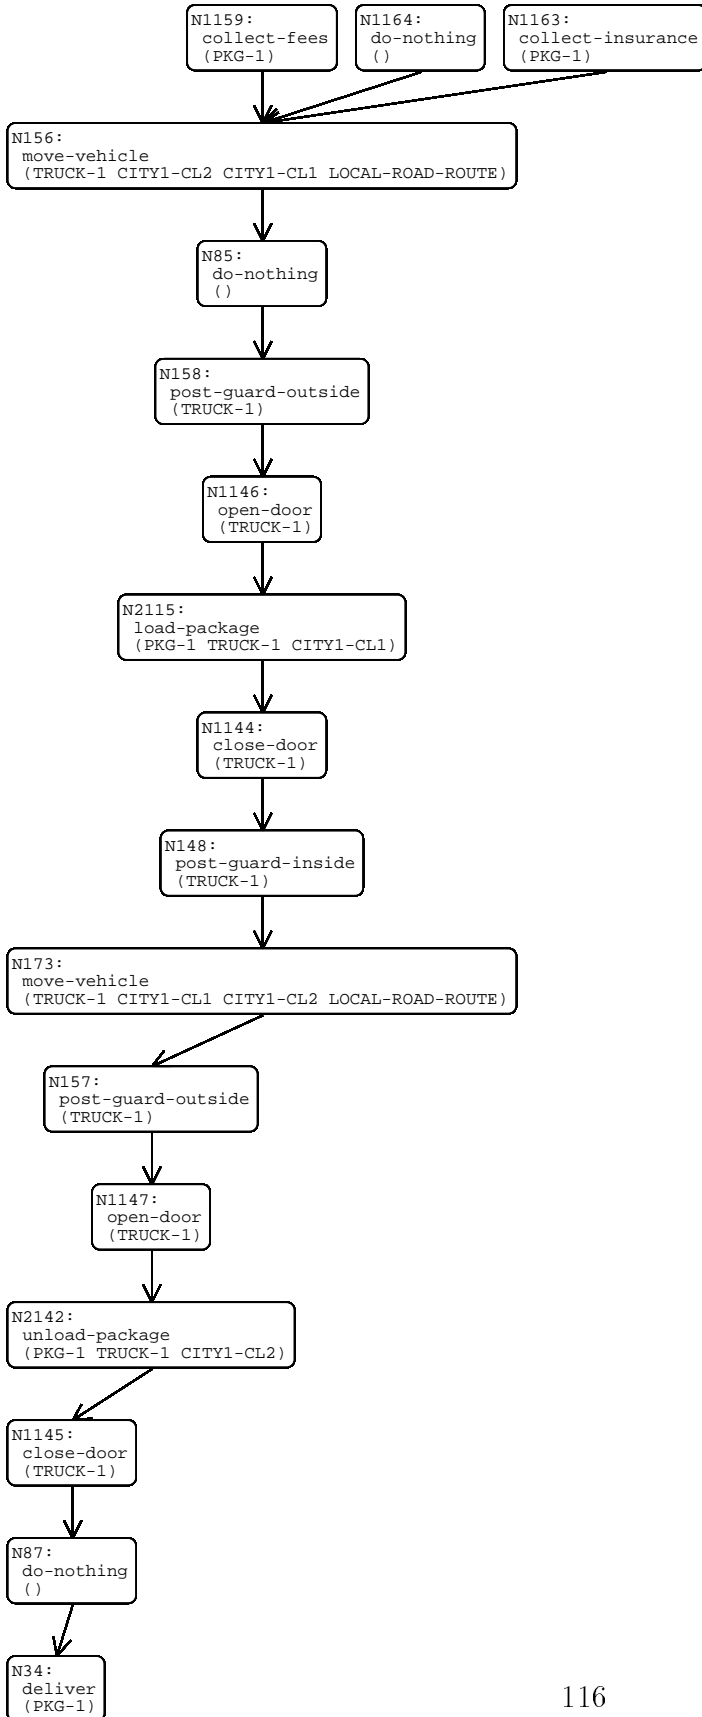 N1159:
collect-fees
(PKG-1)
N1164:
do-nothing
()
N1163:
collect-insurance
(PKG-1)
N156:
move-vehicle
(TRUCK-1 CITY1-CL2 CITY1-CL1 LOCAL-ROAD-ROUTE)
N85:
do-nothing
()
N158:
post-guard-outside
(TRUCK-1)
N1146:
open-door
(TRUCK-1)
N2115:
load-package
(PKG-1 TRUCK-1 CITY1-CL1)
N1144:
close-door
(TRUCK-1)
N148:
post-guard-inside
(TRUCK-1)
N173:
move-vehicle
(TRUCK-1 CITY1-CL1 CITY1-CL2 LOCAL-ROAD-ROUTE)
N157:
post-guard-outside
(TRUCK-1)
N1147:
open-door
(TRUCK-1)
N2142:
unload-package
(PKG-1 TRUCK-1 CITY1-CL2)
N1145:
close-door
(TRUCK-1)
N87:
do-nothing
()
N34:
deliver
(PKG-1)
116